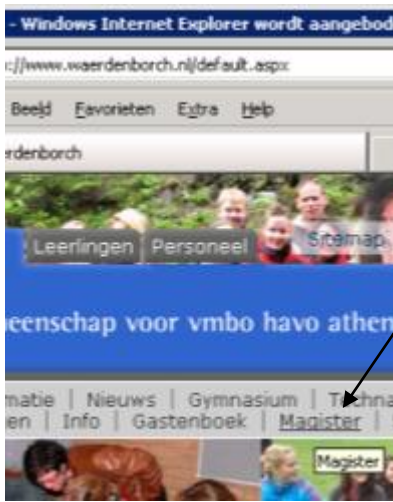 - Windows Internet Explorer wordt aangebod
://www.waerdenborch.nl/default.aspx
Beeld Favorieten Extra Help
erdenborch
Leerlingen Personeel Sitemap
eenschap voor vmbo havo athen
matie | Nieuws | Gymnasium | Techna
en | Info | Gastenboek | Magister |
Magister